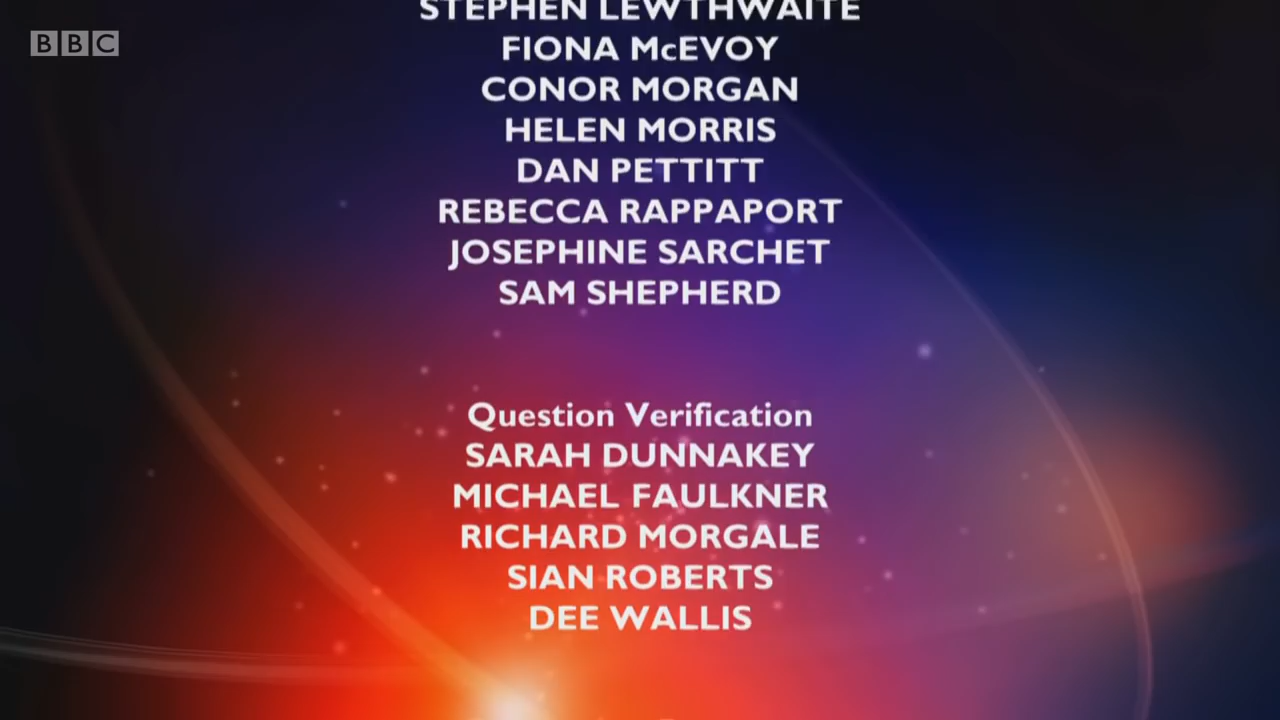 BBC
STEPHEN LEWTHWAITE
FIONA McEVOY
CONOR MORGAN
HELEN MORRIS
DAN PETTITT
REBECCA RAPPAPORT
JOSEPHINE SARCHET
SAM SHEPHERD
Question Verification
SARAH DUNNAKEY
MICHAEL FAULKNER
RICHARD MORGALE
SIAN ROBERTS
DEE WALLIS